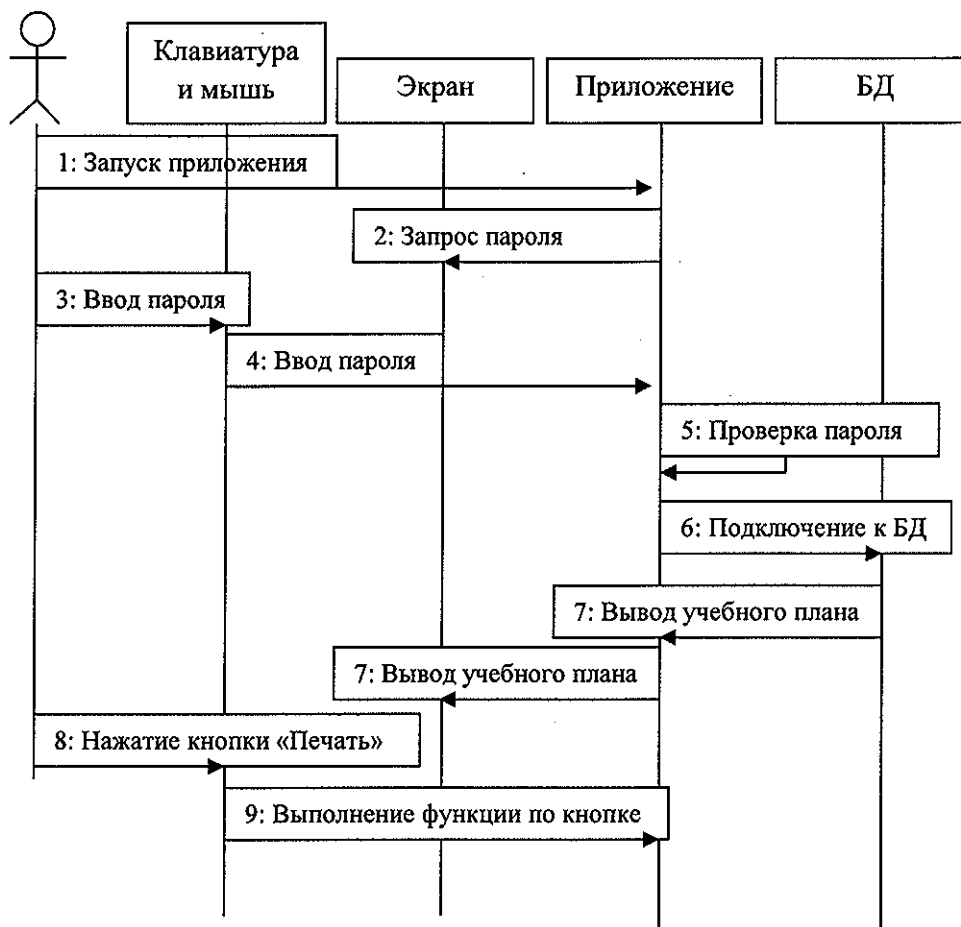 Клавиатура
и мышь
Экран
Приложение
БД
1: Запуск приложения
2: Запрос пароля
3: Ввод пароля
4: Ввод пароля
5: Проверка пароля
6: Подключение к БД
7: Вывод учебного плана
7: Вывод учебного плана
8: Нажатие кнопки «Печать»
9: Выполнение функции по кнопке